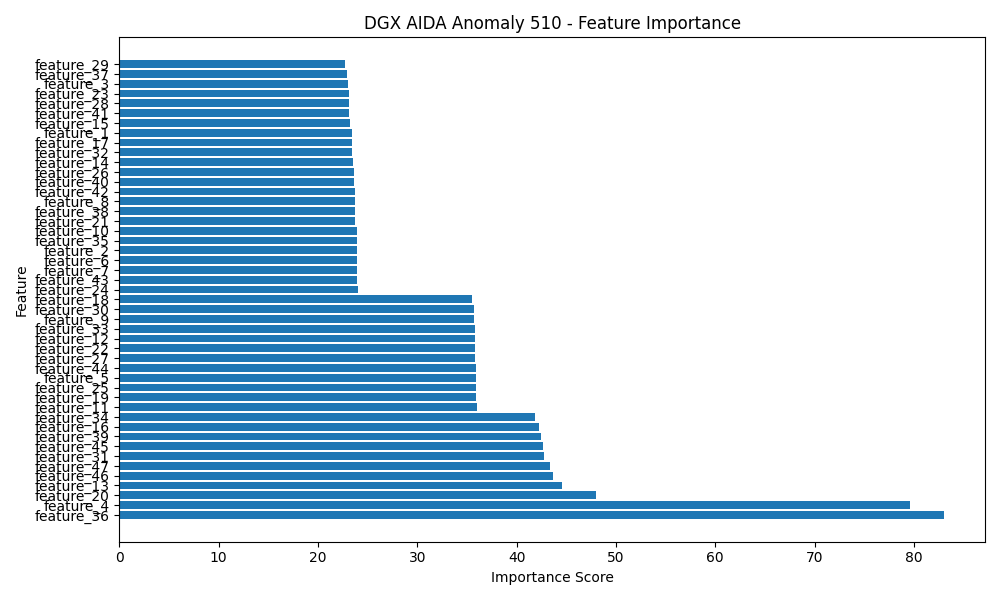 DGX AIDA Anomaly 510 - Feature Importance
feature_29
feature_37
feature_3
feature_23
feature_28
feature_41
feature_15
feature_1
feature_17
feature_32
feature_14
feature_26
feature_40
feature_42
feature_8
feature_38
feature_21
feature_10
feature_35
feature_2
feature_6
feature_7
feature_43
feature_24
feature_18
feature_30
feature_9
feature_33
feature_12
feature_22
feature_27
feature_44
feature_5
feature_25
feature_19
feature_11
feature_34
feature_16
feature_39
feature_45
feature_31
feature_47
feature_46
feature_13
feature_20
feature_4
feature_36
Feature
0 10 20 30 40 50 60 70 80
Importance Score